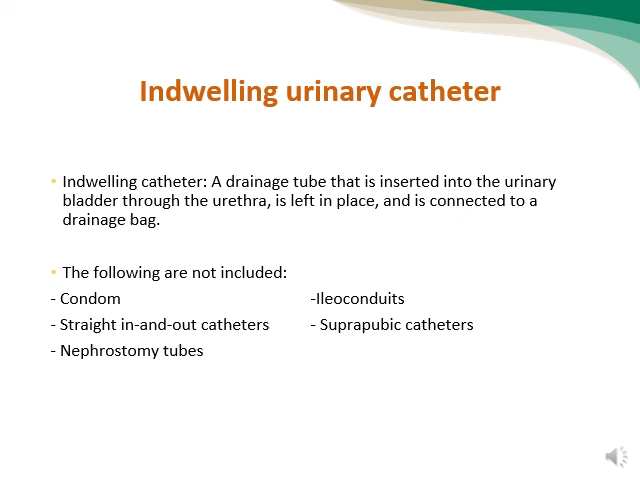 Indwelling urinary catheter
• Indwelling catheter: A drainage tube that is inserted into the urinary
bladder through the urethra, is left in place, and is connected to a
drainage bag.
• The following are not included:
- Condom -Ileoconduits
- Straight in-and-out catheters - Suprapubic catheters
- Nephrostomy tubes